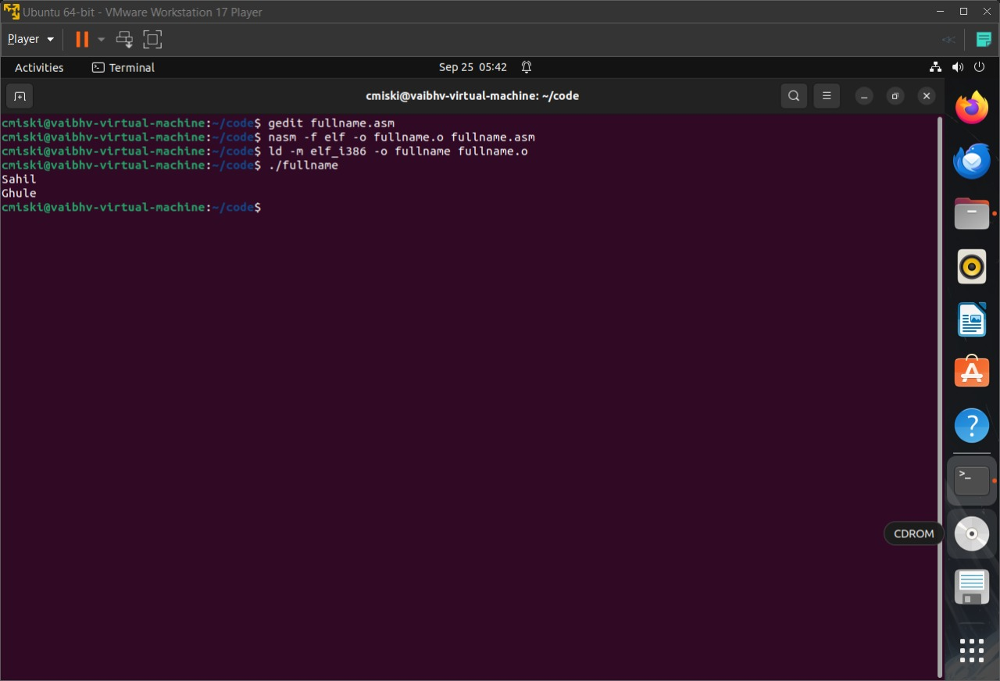 Ubuntu 64-bit - VMware Workstation 17 Player
Player
Activities
Terminal
Sep 25 05:42
cmiski@vaibhv-virtual-machine: ~/code
cmiski@vaibhv-virtual-machine:~/code$ gedit fullname.asm
cmiski@vaibhv-virtual-machine:~/code$ nasm -f elf -o fullname.o fullname.asm
cmiski@vaibhv-virtual-machine:~/code$ ld -m elf_i386 -o fullname fullname.o
cmiski@vaibhv-virtual-machine:~/code$ ./fullname
Sahil
Ghule
cmiski@vaibhv-virtual-machine:~/code$
CDROM